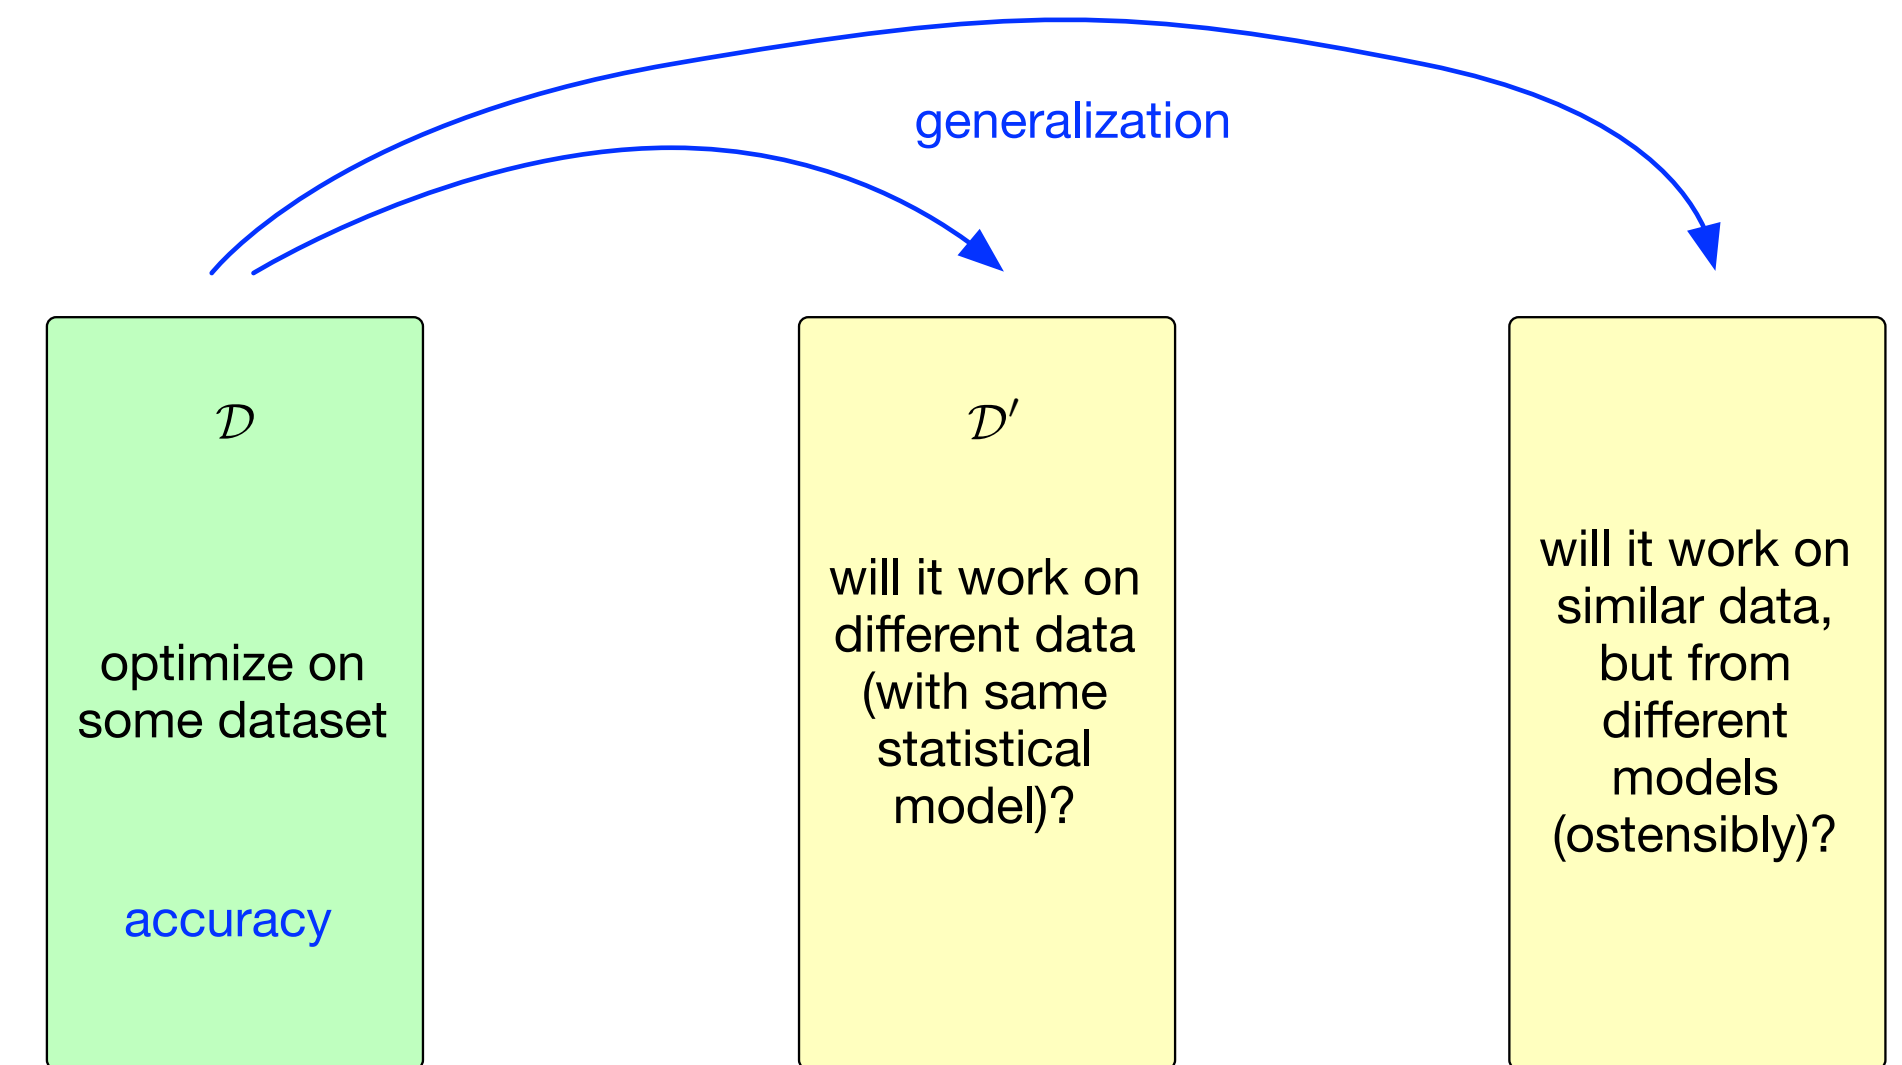 generalization
𝒟
optimize on
some dataset
accuracy
𝒟′
will it work on
different data
(with same
statistical
model)?
will it work on
similar data,
but from
different
models
(ostensibly)?